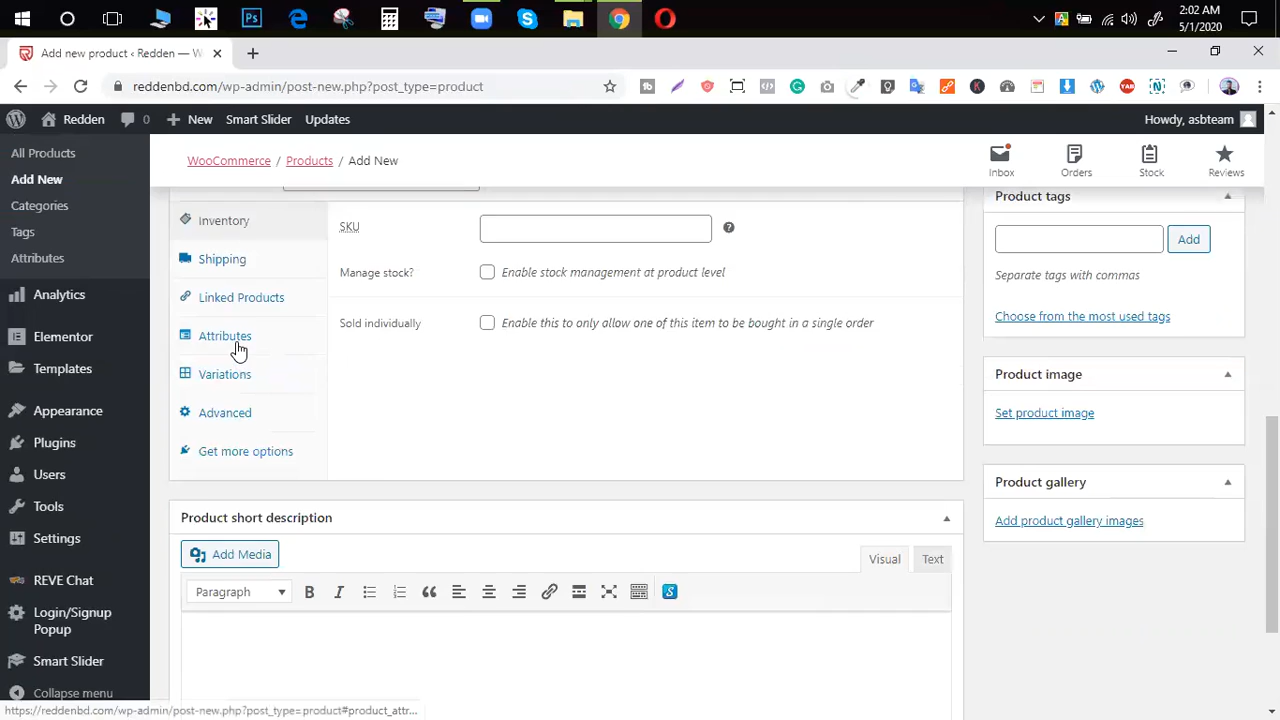 2:02 AM
5/1/2020
Add new product ‹ Redden — W
reddenbd.com/wp-admin/post-new.php?post_type=product
Redden
0
New
Smart Slider
Updates
Howdy, asbteam
All Products
Add New
Categories
Tags
Attributes
Analytics
Elementor
Templates
Appearance
Plugins
Users
Tools
Settings
REVE Chat
Login/Signup
Popup
Smart Slider
Collapse menu
WooCommerce / Products / Add New
Inbox
Orders
Stock
Reviews
Inventory
Shipping
Linked Products
Attributes
Variations
Advanced
Get more options
SKU
Manage stock?
Enable stock management at product level
Sold individually
Enable this to only allow one of this item to be bought in a single order
Product short description
Add Media
Visual
Text
Paragraph
Product tags
Add
Separate tags with commas
Choose from the most used tags
Product image
Set product image
Product gallery
Add product gallery images
https://reddenbd.com/wp-admin/post-new.php?post_type=product#product_attr...